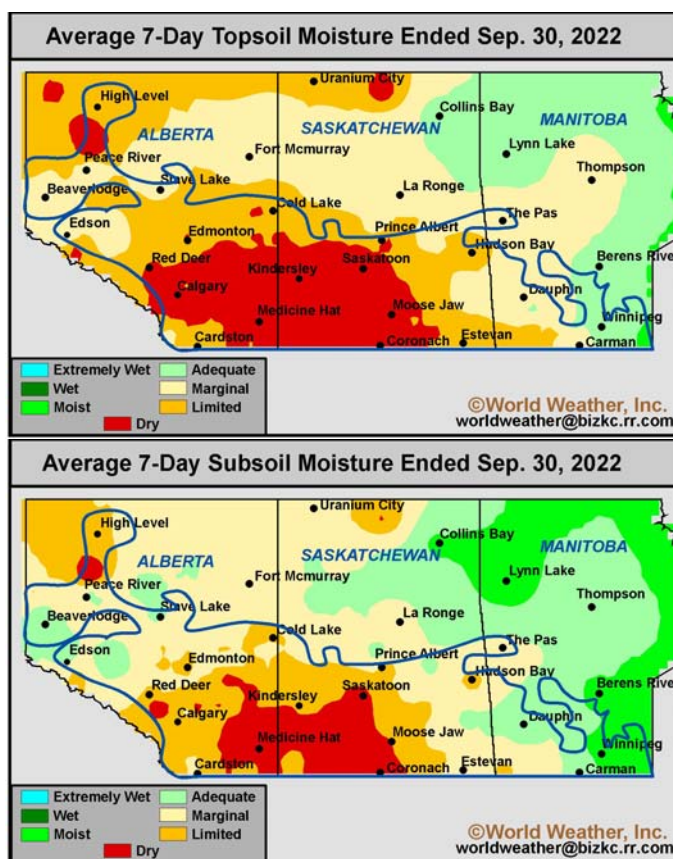 Average 7-Day Topsoil Moisture Ended Sep. 30, 2022
Uranium City
High Level
Collins Bay
ALBERTA
SASKATCHEWAN
MANITOBA
Fort Mcmurray
Lynn Lake
Peace River
Thompson
Beaverlodge
Slave Lake
La Ronge
Cold Lake
The Pas
Edson
Edmonton
Prince Albert
Hudson Bay
Red Deer
Kindersley
Saskatoon
Berens River
Calgary
Dauphin
Medicine Hat
Moose Jaw
Winnipeg
Cardston
Coronach
Estevan
Carman
Extremely Wet
Adequate
Wet
Marginal
Moist
Limited
Dry
©World Weather, Inc.
worldweather@bizkc.rr.com
Average 7-Day Subsoil Moisture Ended Sep. 30, 2022
Uranium City
High Level
Collins Bay
ALBERTA
SASKATCHEWAN
MANITOBA
Fort Mcmurray
Lynn Lake
Peace River
Thompson
Beaverlodge
Slave Lake
La Ronge
Cold Lake
The Pas
Edson
Edmonton
Prince Albert
Hudson Bay
Red Deer
Kindersley
Saskatoon
Berens River
Calgary
Dauphin
Medicine Hat
Moose Jaw
Winnipeg
Cardston
Coronach
Estevan
Carman
Extremely Wet
Adequate
Wet
Marginal
Moist
Limited
Dry
©World Weather, Inc.
worldweather@bizkc.rr.com